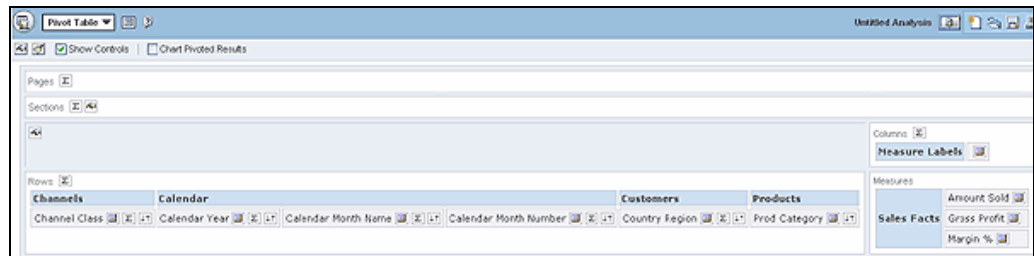 Pivot Table Untitled Analysis
Show Controls | Chart Pivoted Results
Pages
Sections
Columns
Measure Labels
Rows
Channels Calendar Customers Products
Channel Class Calendar Year Calendar Month Name Calendar Month Number Country Region Prod Category
Measures
Sales Facts
Amount Sold
Gross Profit
Margin %